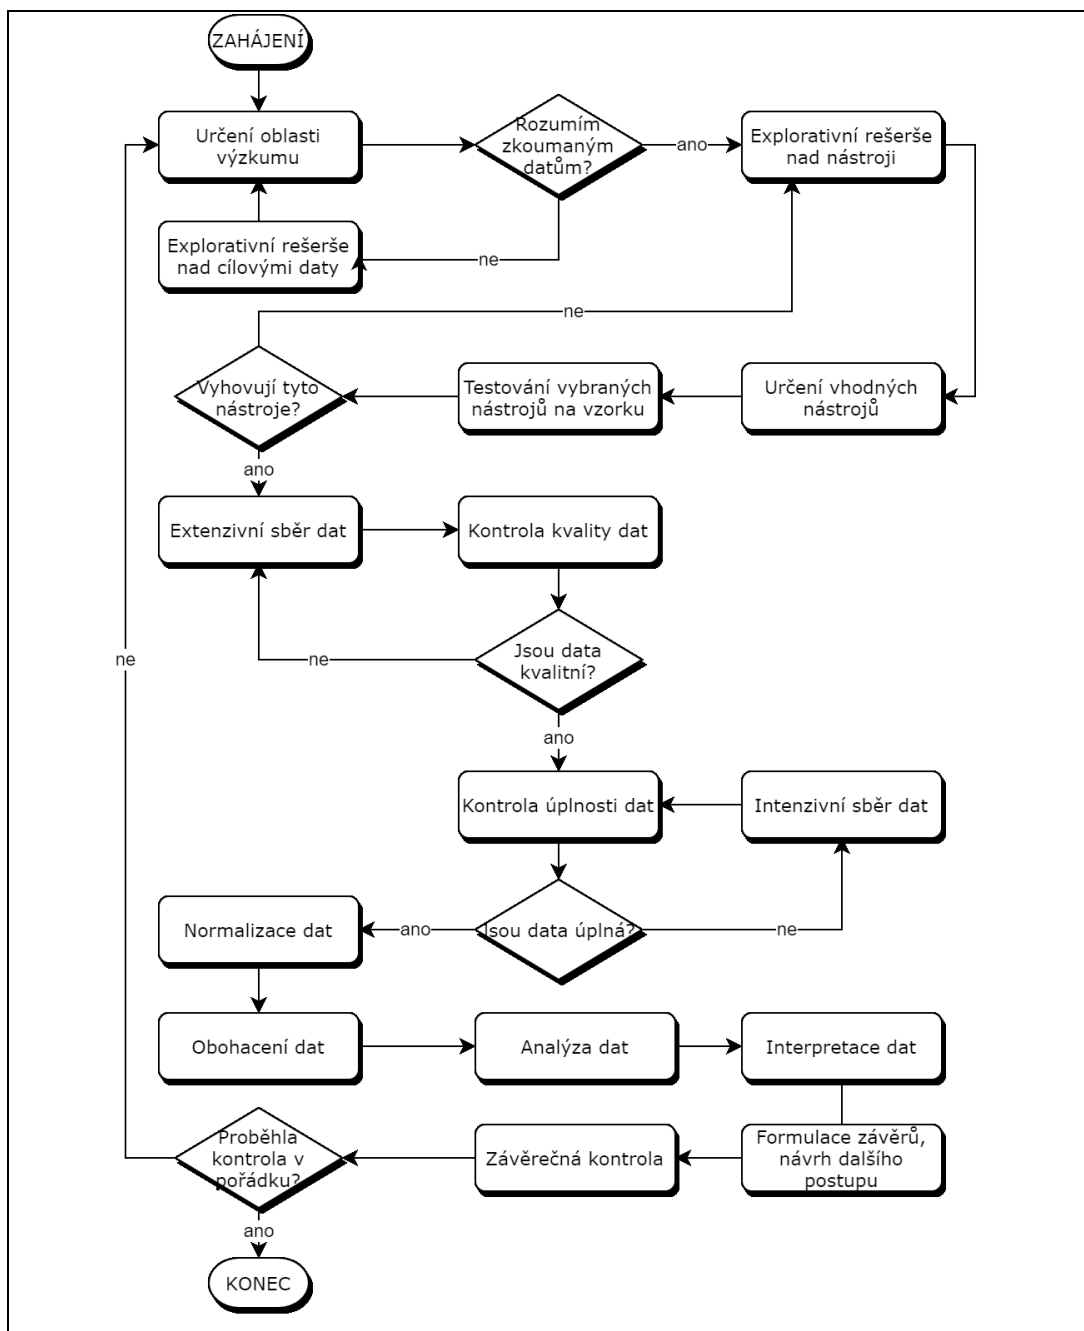 ZAHÁJENÍ
Určení oblasti
výzkumu
Rozumím
zkoumaným
datům?
ano
Explorativní rešerše
nad nástroji
Explorativní rešerše
nad cílovými daty
ne
ne
Vyhovují tyto
nástroje?
Testování vybraných
nástrojů na vzorku
Určení vhodných
nástrojů
ano
Extenzivní sběr dat
Kontrola kvality dat
ne
ne
Jsou data
kvalitní?
ano
Kontrola úplnosti dat
Intenzivní sběr dat
Normalizace dat
ano
Jsou data úplná?
ne
Obohacení dat
Analýza dat
Interpretace dat
Proběhla
kontrola v
pořádku?
Závěrečná kontrola
Formulace závěrů,
návrh dalšího
postupu
ano
KONEC